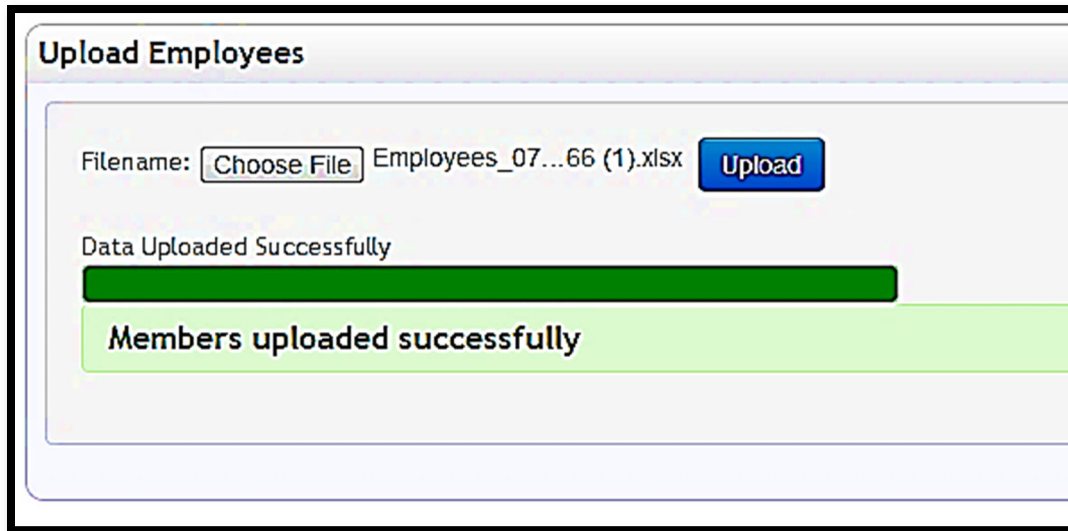 Upload Employees
Filename: Choose File Employees_07...66 (1).xlsx Upload
Data Uploaded Successfully
Members uploaded successfully